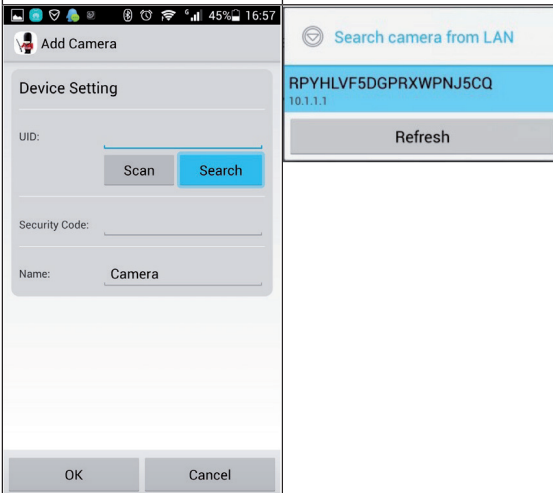 45% 16:57
Add Camera
Device Setting
UID:
Scan Search
Security Code:
Name: Camera
OK Cancel
Search camera from LAN
RPYHLVF5DGPRXWPNJ5CQ
10.1.1.1
Refresh